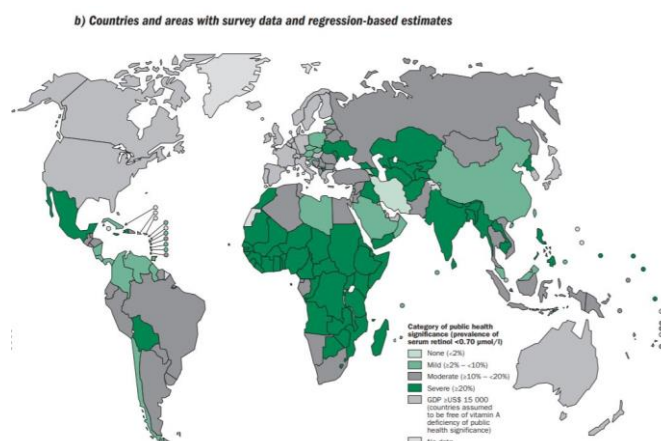 b) Countries and areas with survey data and regression-based estimates
Category of public health
significance (prevalence of
serum retinol <0.70 µmol/l)
None (<2%)
Mild (≥2% – <10%)
Moderate (≥10% – <20%)
Severe (≥20%)
GDP ≥US$ 15 000
(countries assumed
to be free of vitamin A
deficiency of public
health significance)
No data